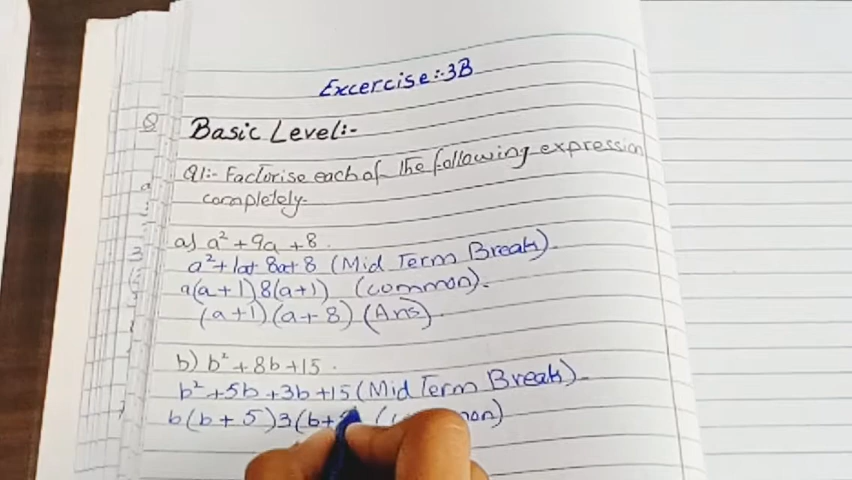 Excercise:-3B
Basic Level:-
Q1:- Factorise each of the following expression
completely-
a) a² + 9a + 8.
a² + 1a + 8a + 8 (Mid Term Break)
a(a + 1) 8(a + 1) (common).
(a + 1) (a + 8) (Ans).
b) b² + 8b + 15.
b² + 5b + 3b + 15 (Mid Term Break)-
b(b + 5) 3(b +